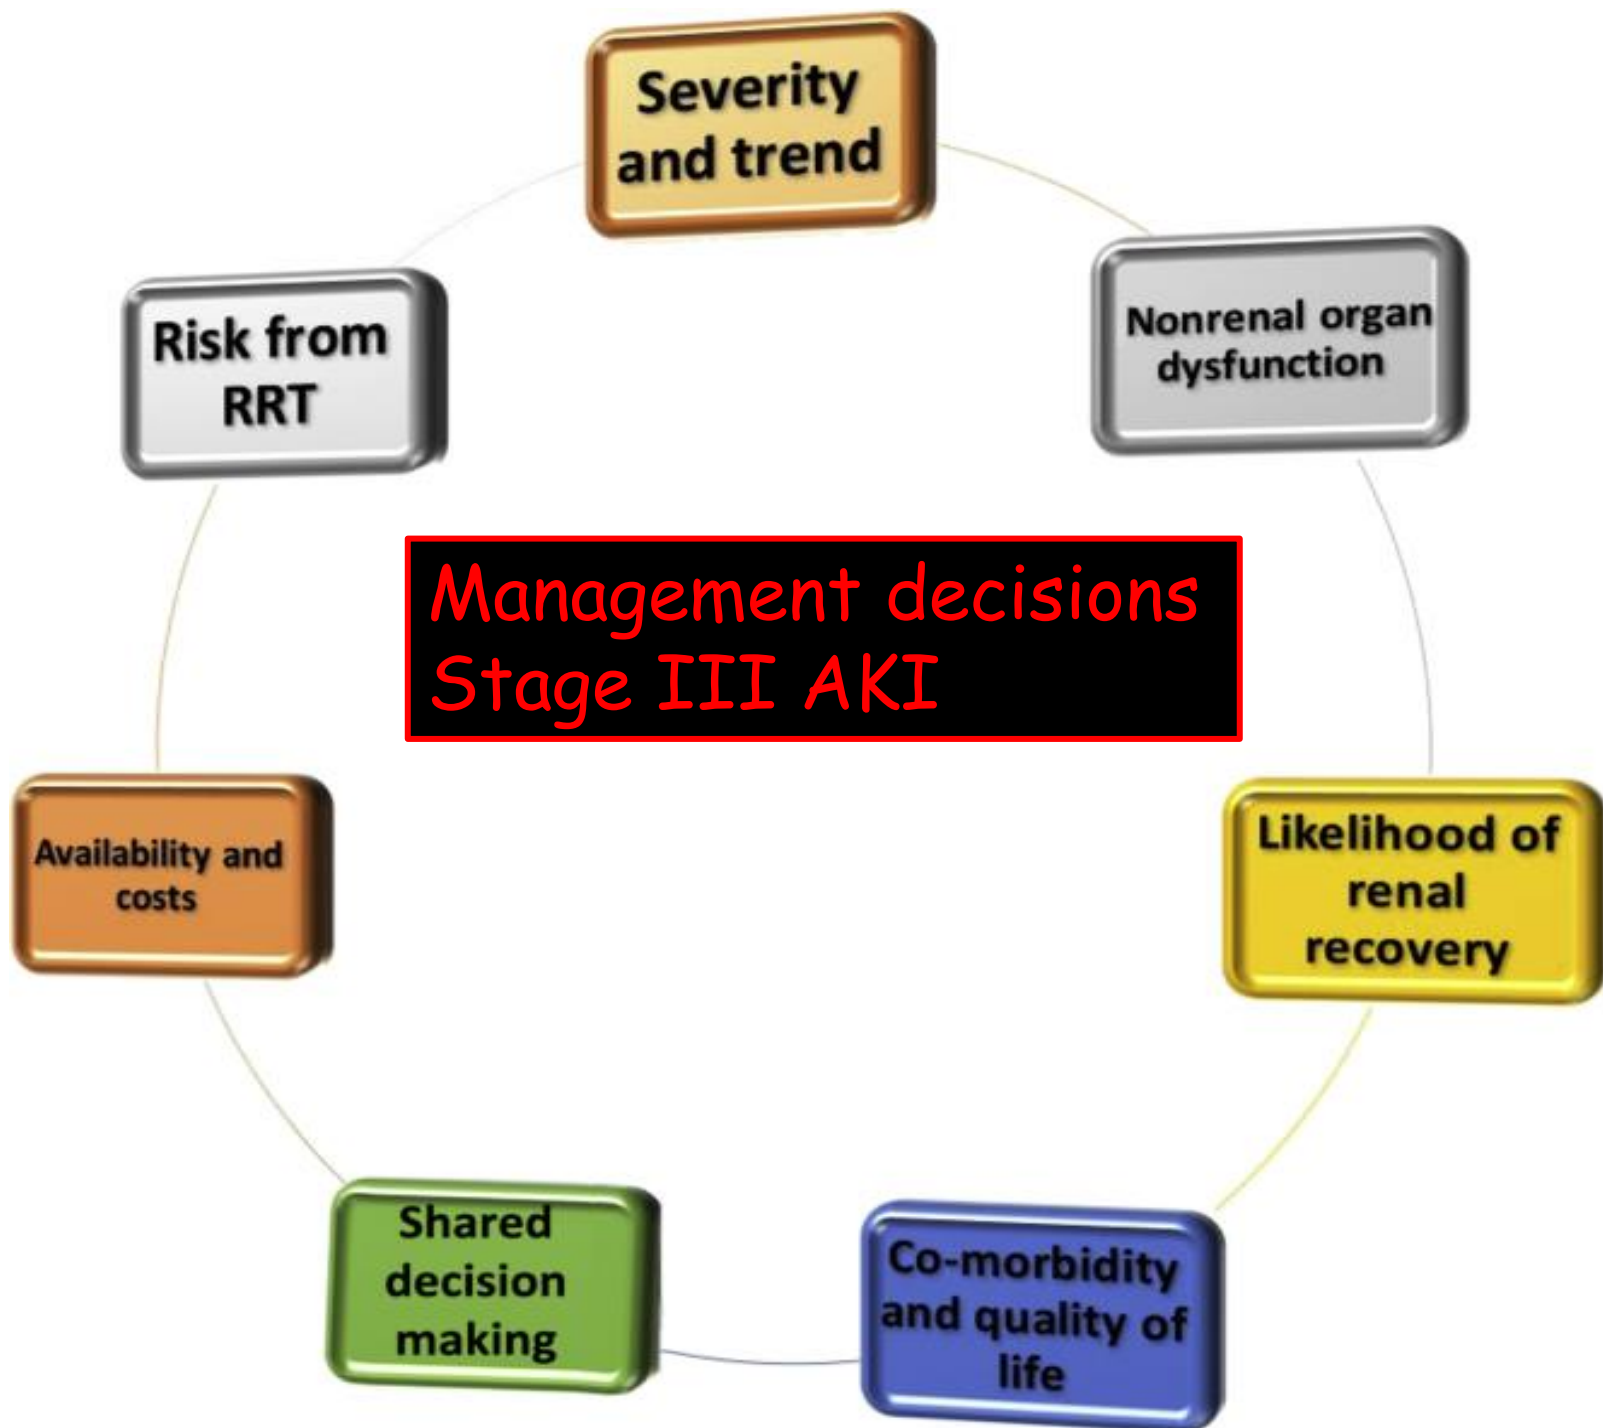 Severity
and trend
Nonrenal organ
dysfunction
Likelihood of
renal
recovery
Co-morbidity
and quality of
life
Shared
decision
making
Availability and
costs
Risk from
RRT
Management decisions
Stage III AKI